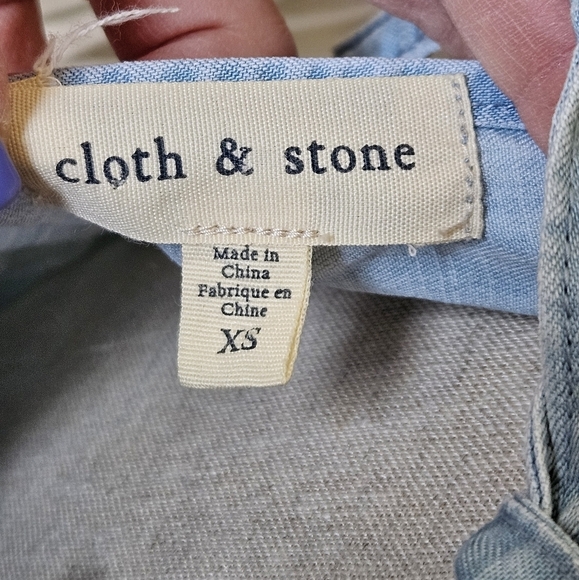 cloth & stone
Made in
China
Fabrique en
Chine
XS